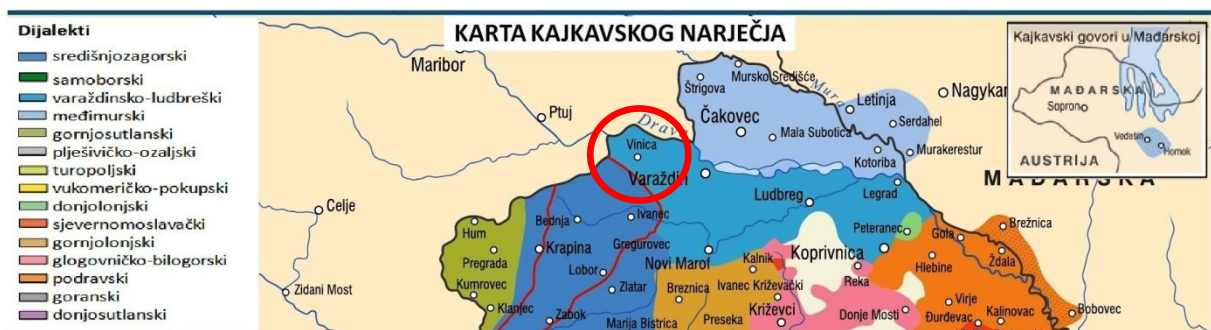 KARTA KAJKAVSKOG NARJEČJA
Dijalekti
središnjozagorski
samoborski
varaždinsko-ludbreški
međimurski
gornjosutlanski
plješivičko-ozaljski
turopoljski
vukomeričko-pokupski
donjolonjski
sjevernomoslavački
gornjolonjski
glogovničko-bilogorski
podravski
goranski
donjosutlanski
Maribor
Ptuj
Celje
Zidani Most
Štrigova
Mursko Središće
Mura
Letinja
Nagykan
Čakovec
Mala Subotica
Serdahel
Kotoriba
Murakerestur
Drava
Vinica
Varaždin
Ludbreg
Legrad
MAĐARSKA
Bednja
Ivanec
Peteranec
Gola
Brežnica
Hum
Krapina
Gregurovec
Novi Marof
Kalnik
Koprivnica
Ždala
Pregrada
Lobor
Hlebine
Kumrovec
Zlatar
Breznica
Ivanec Križevački
Reka
Virje
Bobovec
Klanjec
Zabok
Marija Bistrica
Preseka
Križevci
Donje Mosti
Đurđevac
Kalinovac
Kajkavski govori u Mađarskoj
MAĐARSKA
Sopron
Vedešin
Homok
AUSTRIJA